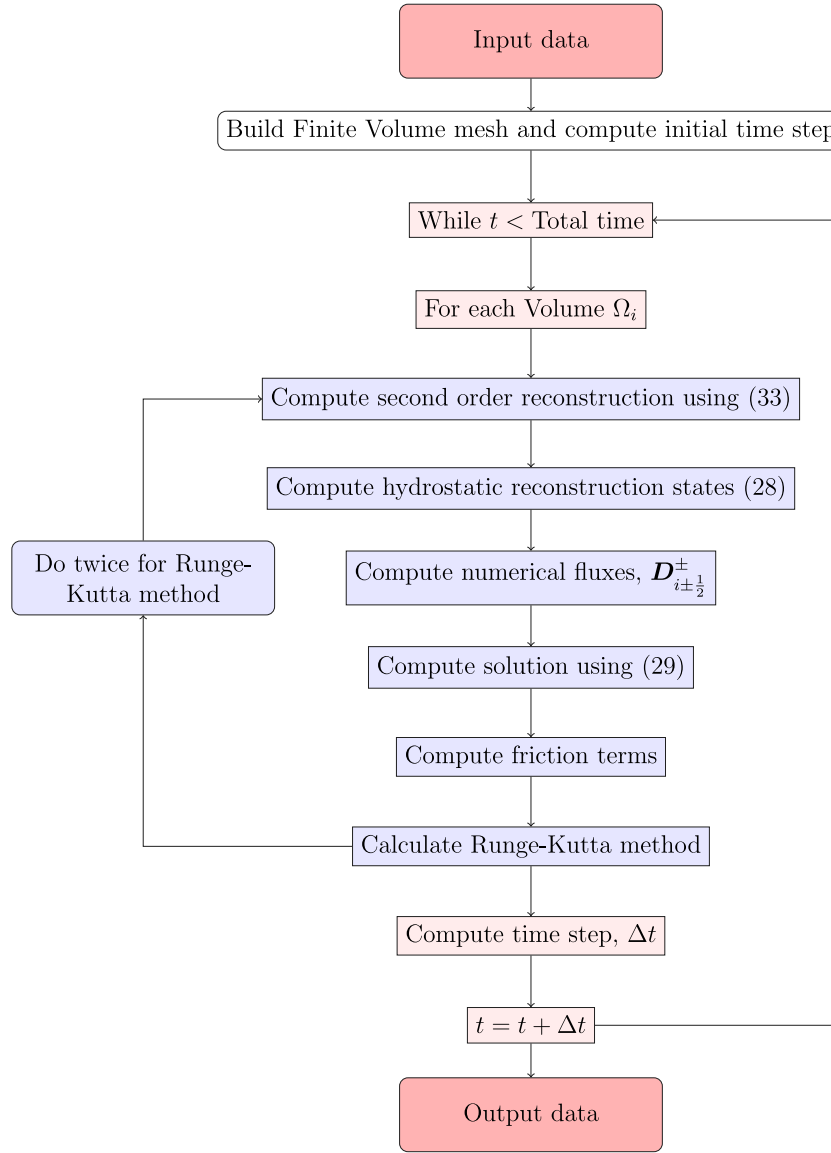 Input data
Build Finite Volume mesh and compute initial time step
While t < Total time
For each Volume Ωᵢ
Compute second order reconstruction using (33)
Compute hydrostatic reconstruction states (28)
Do twice for Runge-
Kutta method
Compute numerical fluxes, D^±_{i±1/2}
Compute solution using (29)
Compute friction terms
Calculate Runge-Kutta method
Compute time step, Δt
t = t + Δt
Output data